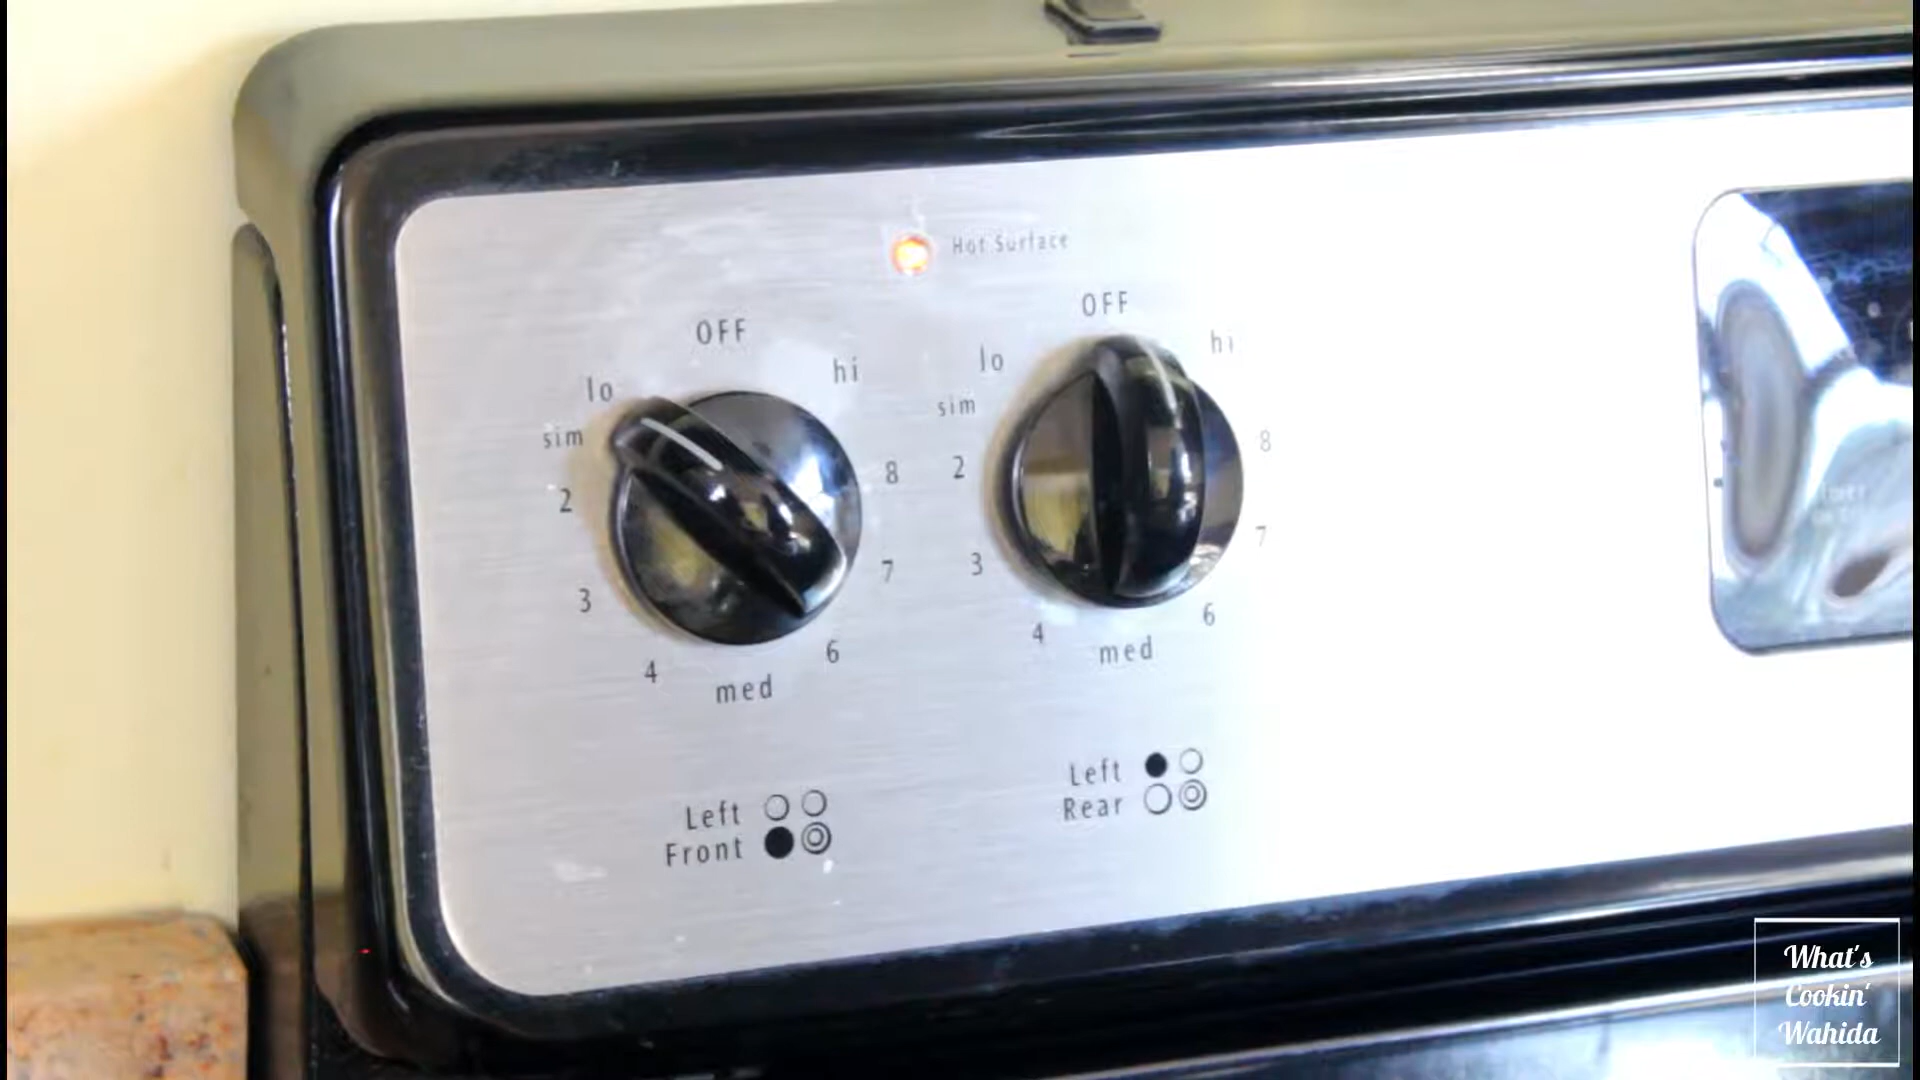 Hot Surface
OFF
lo
hi
sim
2
8
3
7
4
6
med
Left
Front
OFF
lo
hi
sim
2
8
3
7
4
6
med
Left
Rear
What's
Cookin'
Wahida